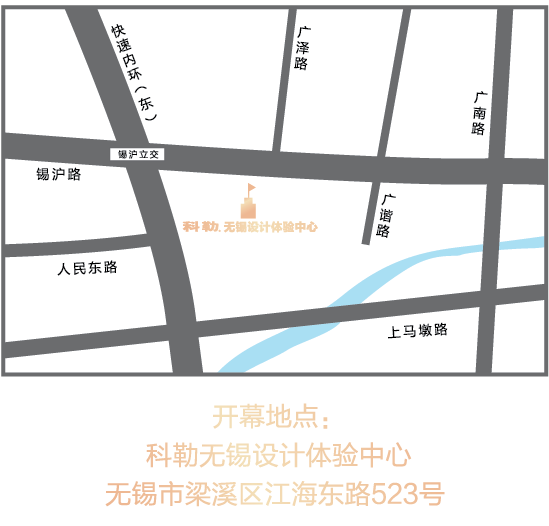 快速内环（东）
广泽路
广南路
锡沪立交
锡沪路
广谐路
科勒.无锡设计体验中心
人民东路
上马墩路
开幕地点：
科勒无锡设计体验中心
无锡市梁溪区江海东路523号